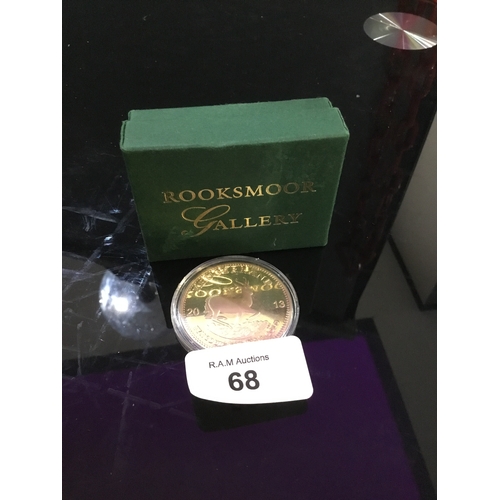 ROOKSMOOR
GALLERY
20 13
R.A.M Auctions
68